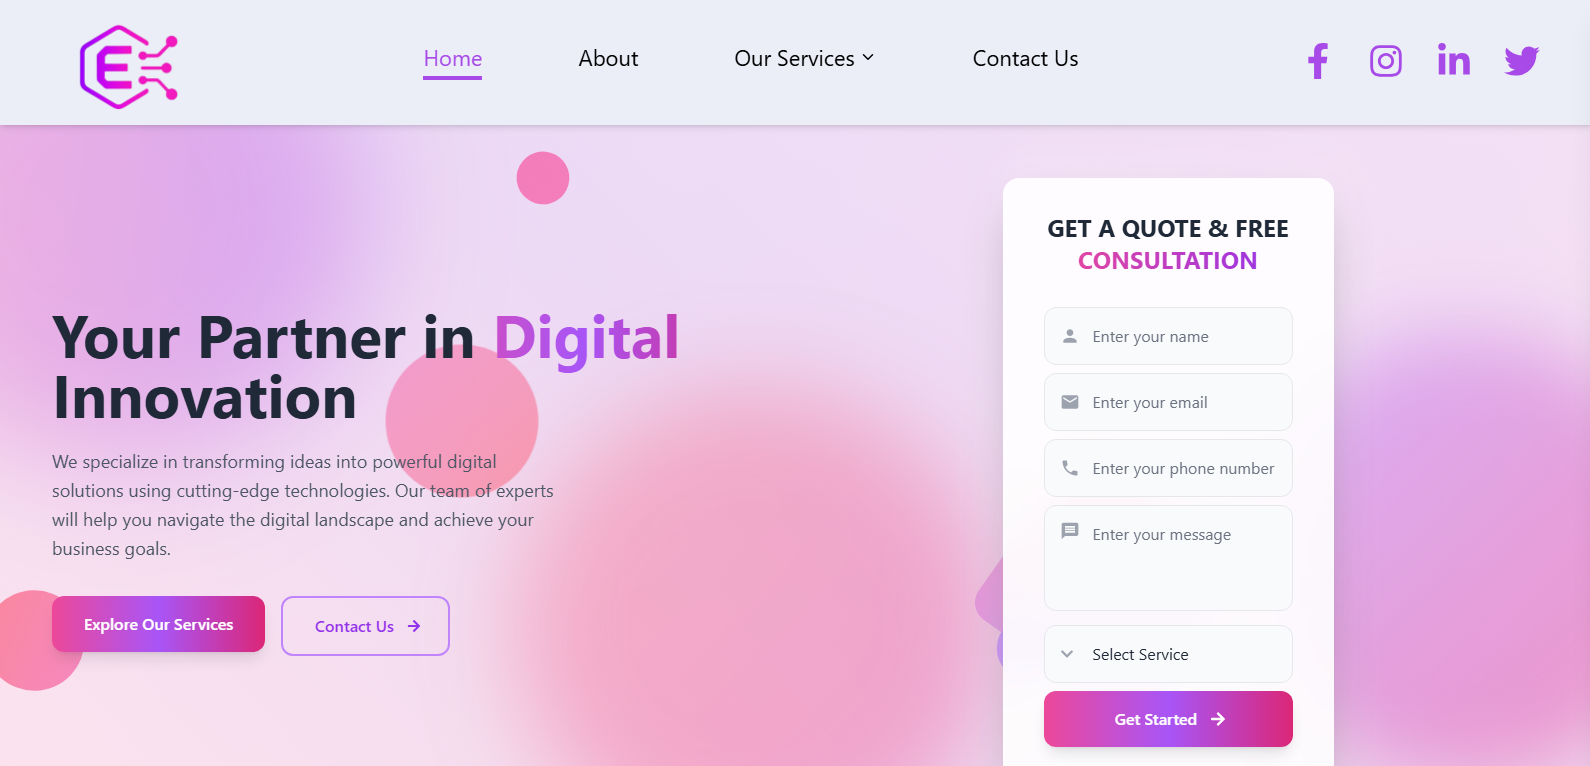 E
Home
About
Our Services
Contact Us
Your Partner in Digital
Innovation
We specialize in transforming ideas into powerful digital
solutions using cutting-edge technologies. Our team of experts
will help you navigate the digital landscape and achieve your
business goals.
Explore Our Services
Contact Us
GET A QUOTE & FREE
CONSULTATION
Enter your name
Enter your email
Enter your phone number
Enter your message
Select Service
Get Started